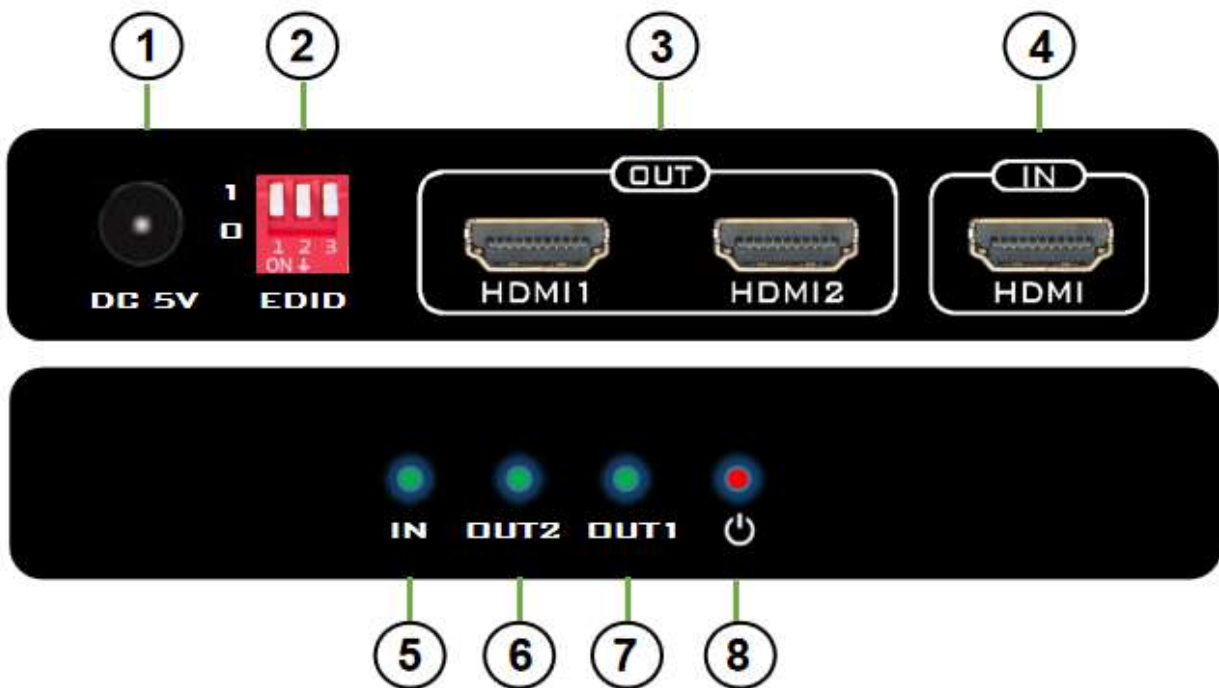 1 2 3 4
OUT IN
1
0
1 2 3
ON ↓
DC 5V EDID HDMI1 HDMI2 HDMI
IN OUT2 OUT1
5 6 7 8